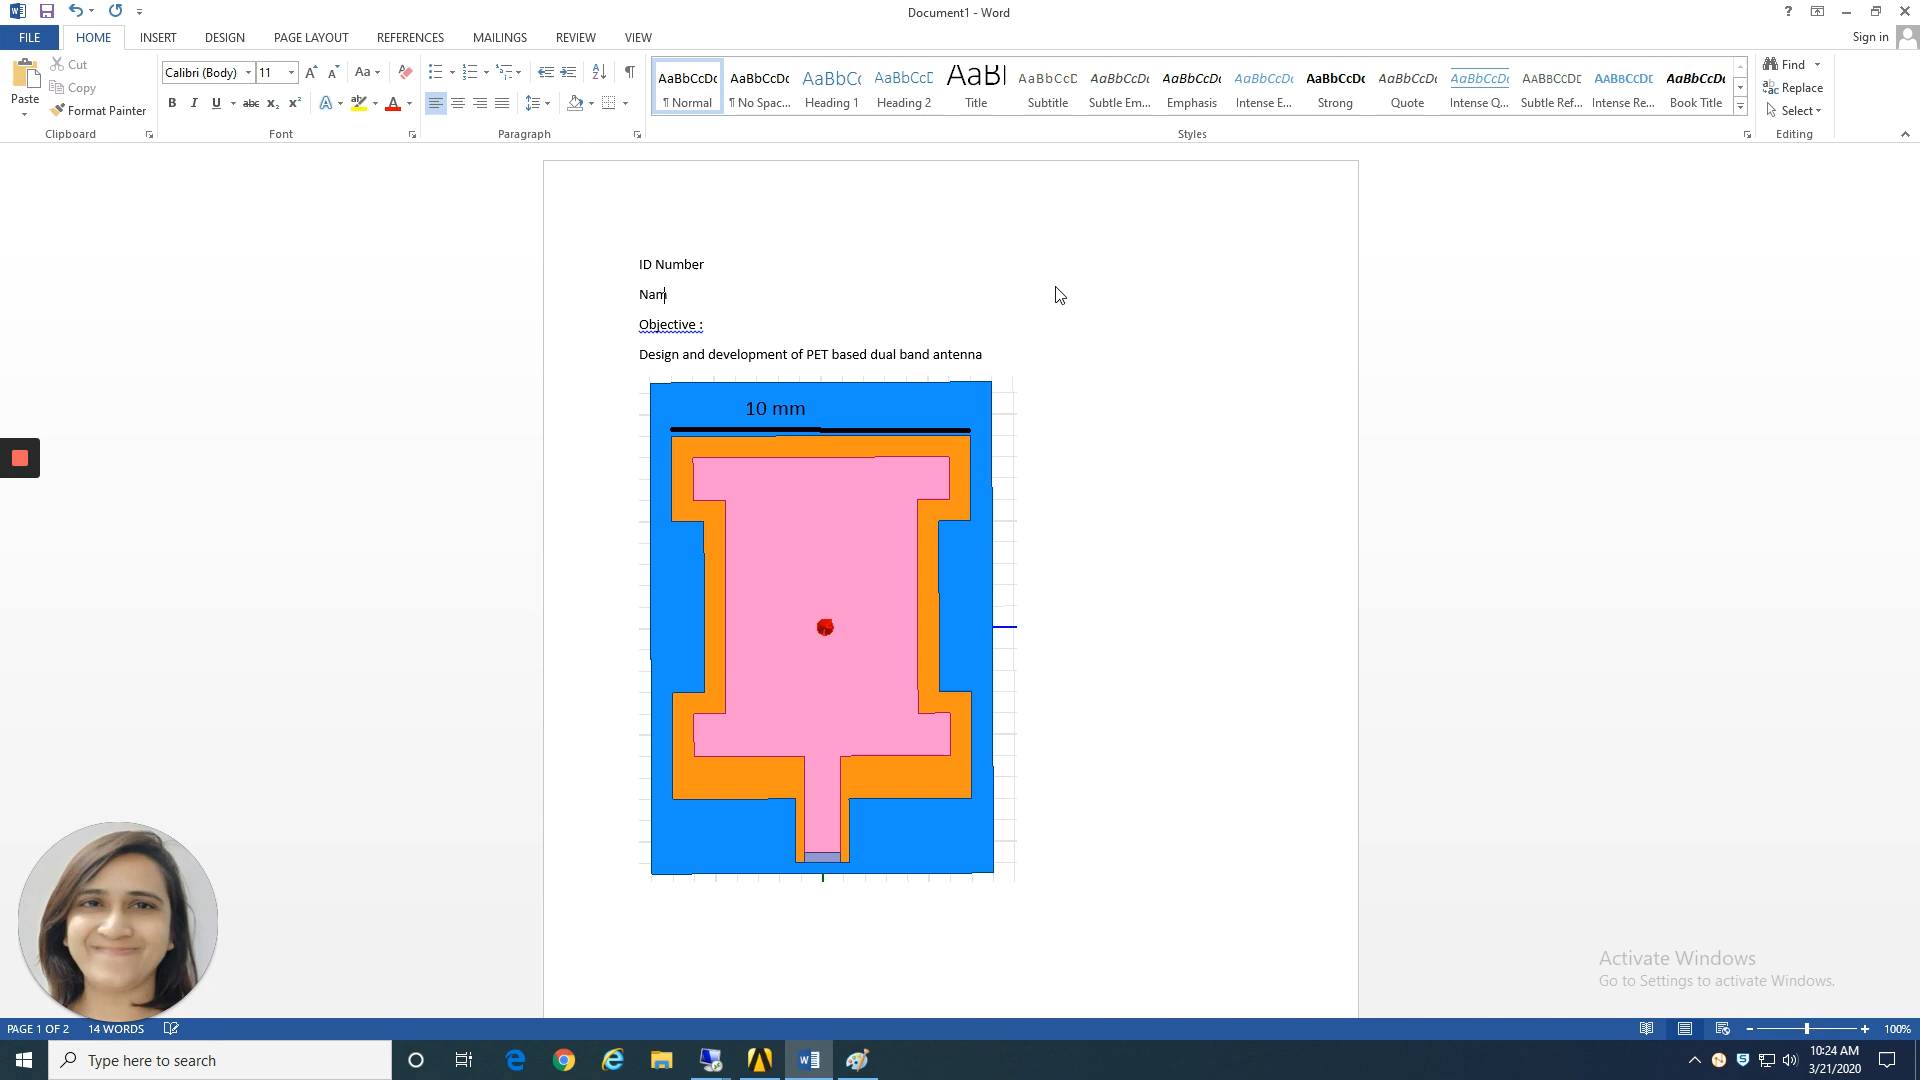 Document1 - Word
?
FILE HOME INSERT DESIGN PAGE LAYOUT REFERENCES MAILINGS REVIEW VIEW
Sign in
Paste
Cut
Copy
Format Painter
Clipboard
Calibri (Body) 11
Font
Paragraph
AaBbCcDc AaBbCcDc AaBbCc AaBbCcD AaBl AaBbCcD AaBbCcDc AaBbCcDc AaBbCcDc AaBbCcDc AaBbCcDc AaBbCcDc AABBCCDC AABBCCDC AaBbCcDc
¶ Normal ¶ No Spac... Heading 1 Heading 2 Title Subtitle Subtle Em... Emphasis Intense E... Strong Quote Intense Q... Subtle Ref... Intense Re... Book Title
Styles
Find
Replace
Select
Editing
ID Number
Nam
Objective :
Design and development of PET based dual band antenna
10 mm
Activate Windows
Go to Settings to activate Windows.
PAGE 1 OF 2 14 WORDS
100%
Type here to search
10:24 AM
3/21/2020